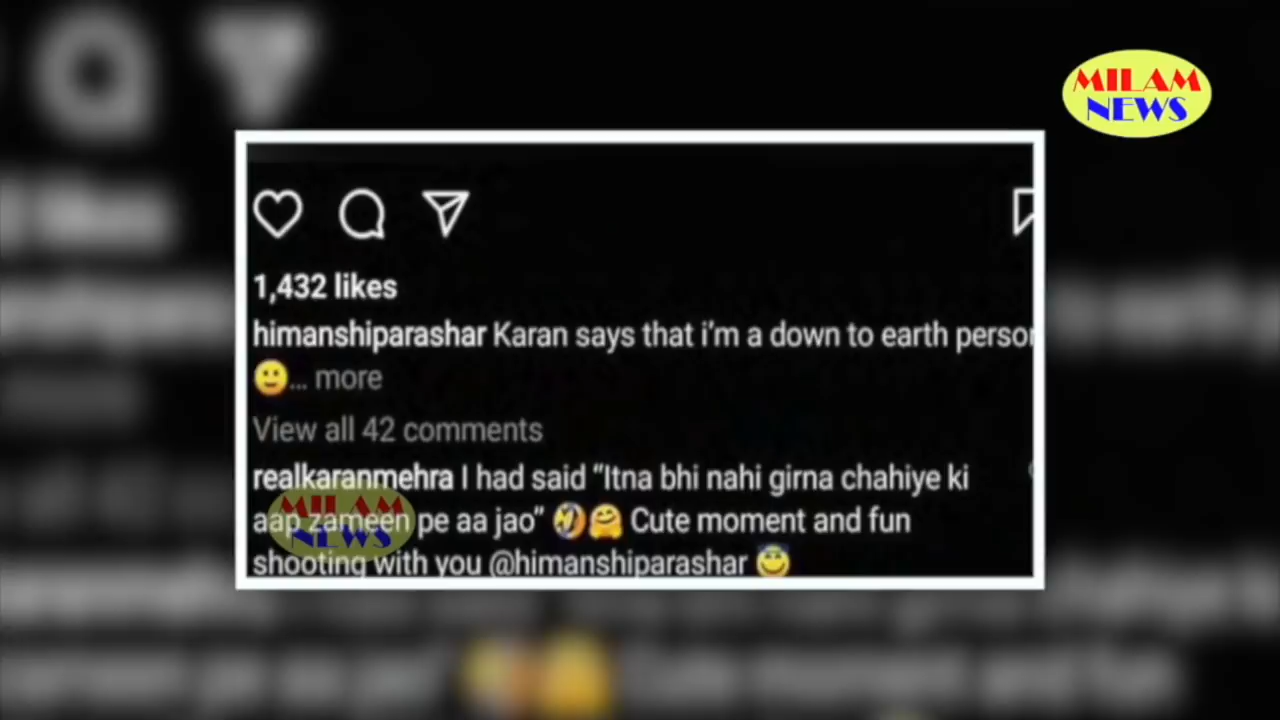 MILAM
NEWS
1,432 likes
himanshiparashar Karan says that i'm a down to earth person
🙂... more
View all 42 comments
realkaranmehra I had said “Itna bhi nahi girna chahiye ki
aap zameen pe aa jao” 🤣🤗 Cute moment and fun
shooting with you @himanshiparashar 😇
MILAM
NEWS